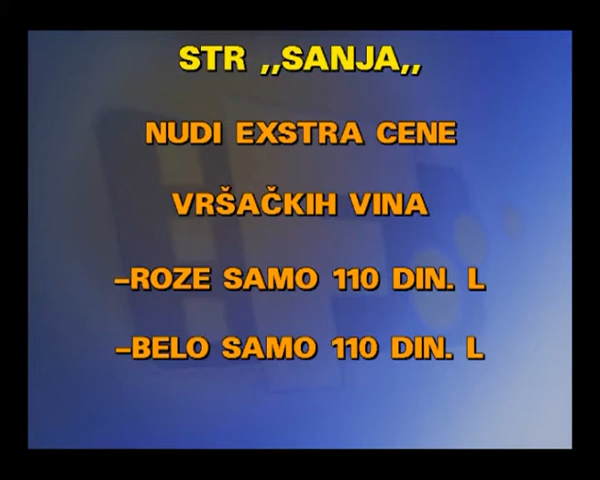 STR ,,SANJA,,
NUDI EXSTRA CENE
VRŠAČKIH VINA
–ROZE SAMO 110 DIN. L
–BELO SAMO 110 DIN. L